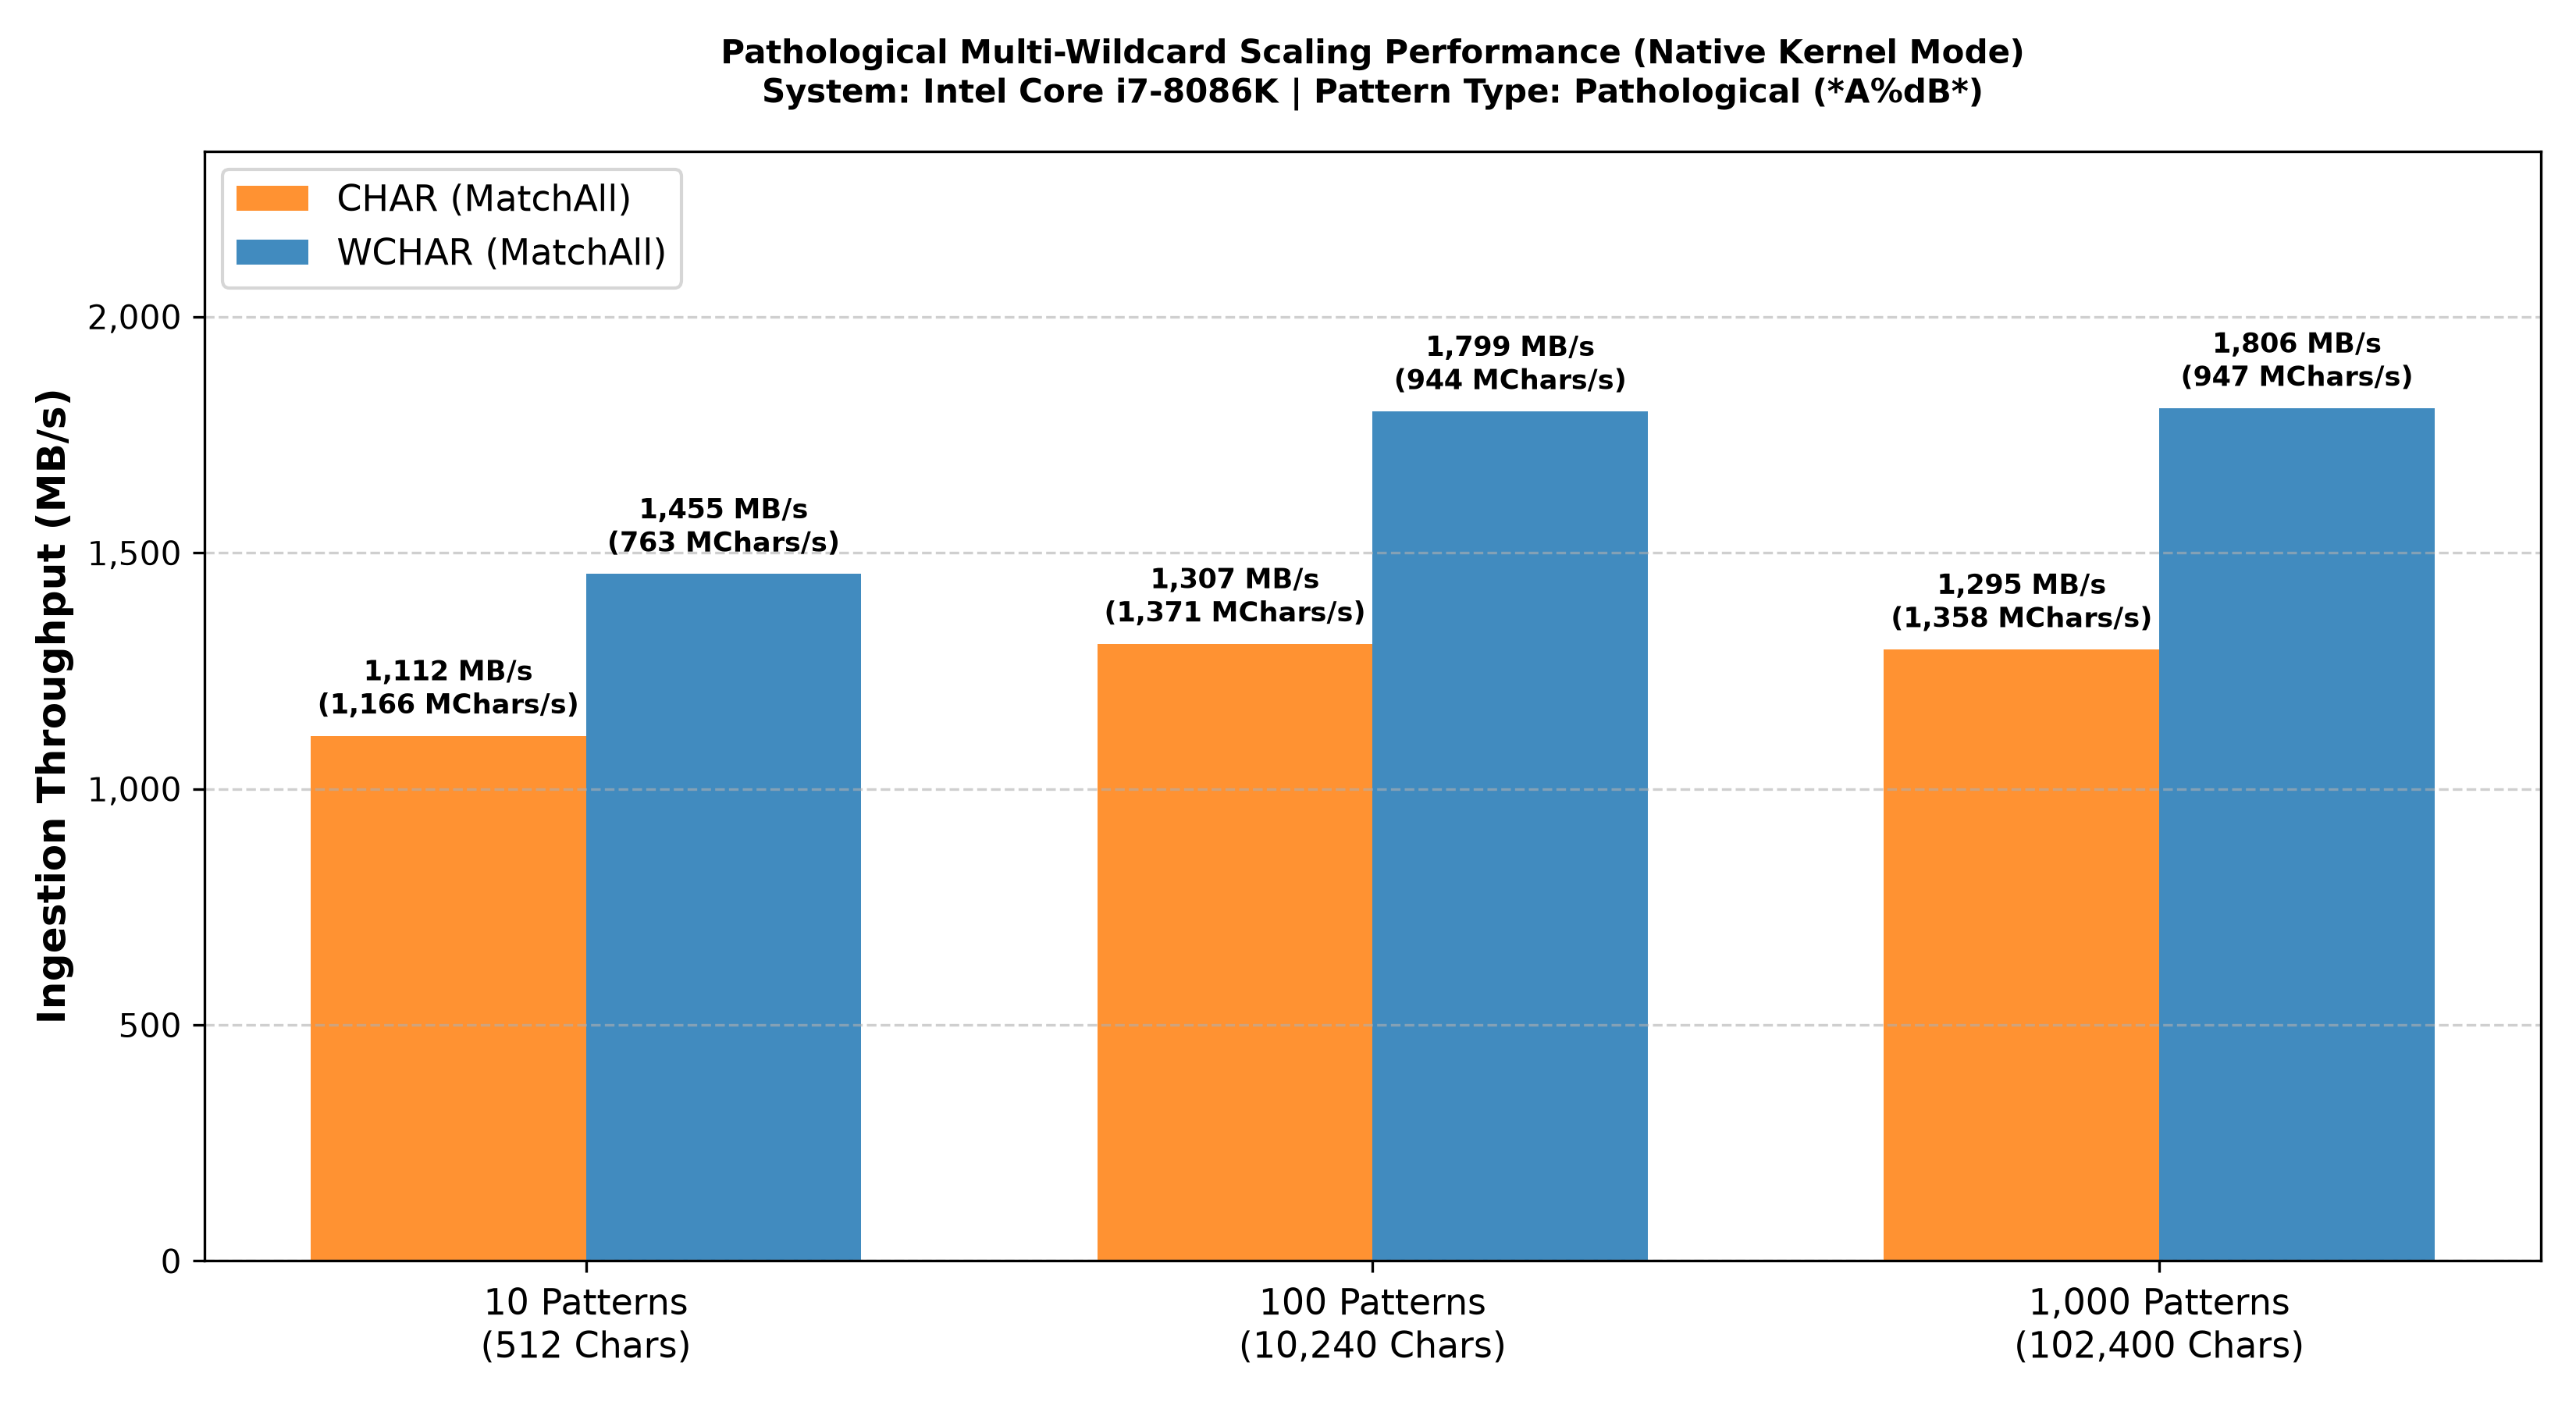 Pathological Multi-Wildcard Scaling Performance (Native Kernel Mode)
System: Intel Core i7-8086K | Pattern Type: Pathological (*A%dB*)
CHAR (MatchAll)
WCHAR (MatchAll)
Ingestion Throughput (MB/s)
2,000
1,500
1,000
500
0
1,112 MB/s
(1,166 MChars/s)
1,455 MB/s
(763 MChars/s)
1,307 MB/s
(1,371 MChars/s)
1,799 MB/s
(944 MChars/s)
1,295 MB/s
(1,358 MChars/s)
1,806 MB/s
(947 MChars/s)
10 Patterns
(512 Chars)
100 Patterns
(10,240 Chars)
1,000 Patterns
(102,400 Chars)